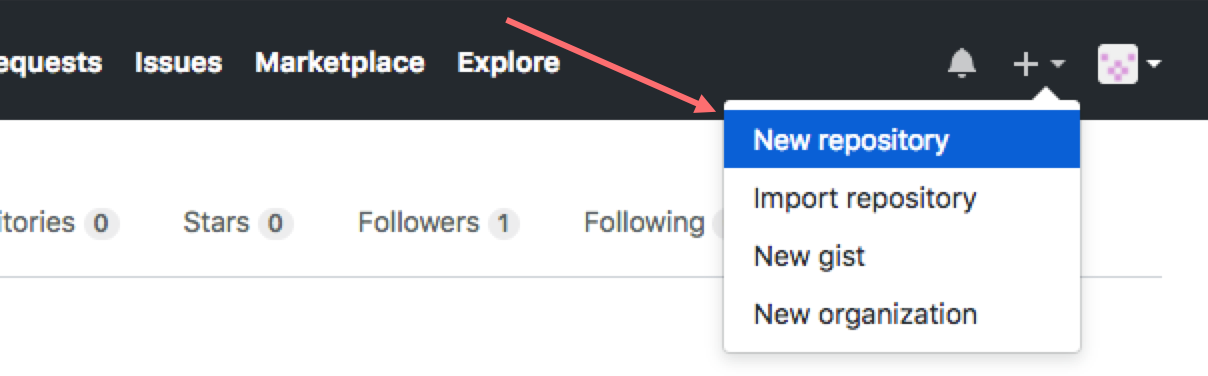 equests Issues Marketplace Explore
New repository
itories 0 Stars 0 Followers 1 Following
Import repository
New gist
New organization